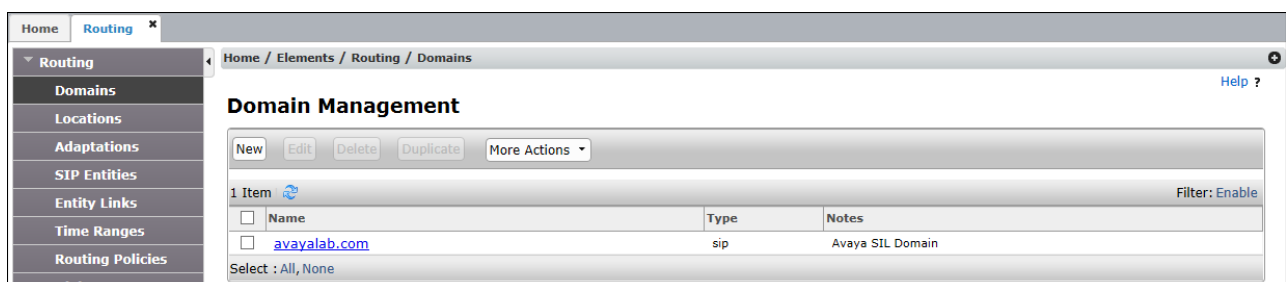 Home Routing ×
Routing
Domains
Locations
Adaptations
SIP Entities
Entity Links
Time Ranges
Routing Policies
Home / Elements / Routing / Domains
Help ?
Domain Management
New Edit Delete Duplicate More Actions
1 Item Filter: Enable
Name Type Notes
avayalab.com sip Avaya SIL Domain
Select : All, None